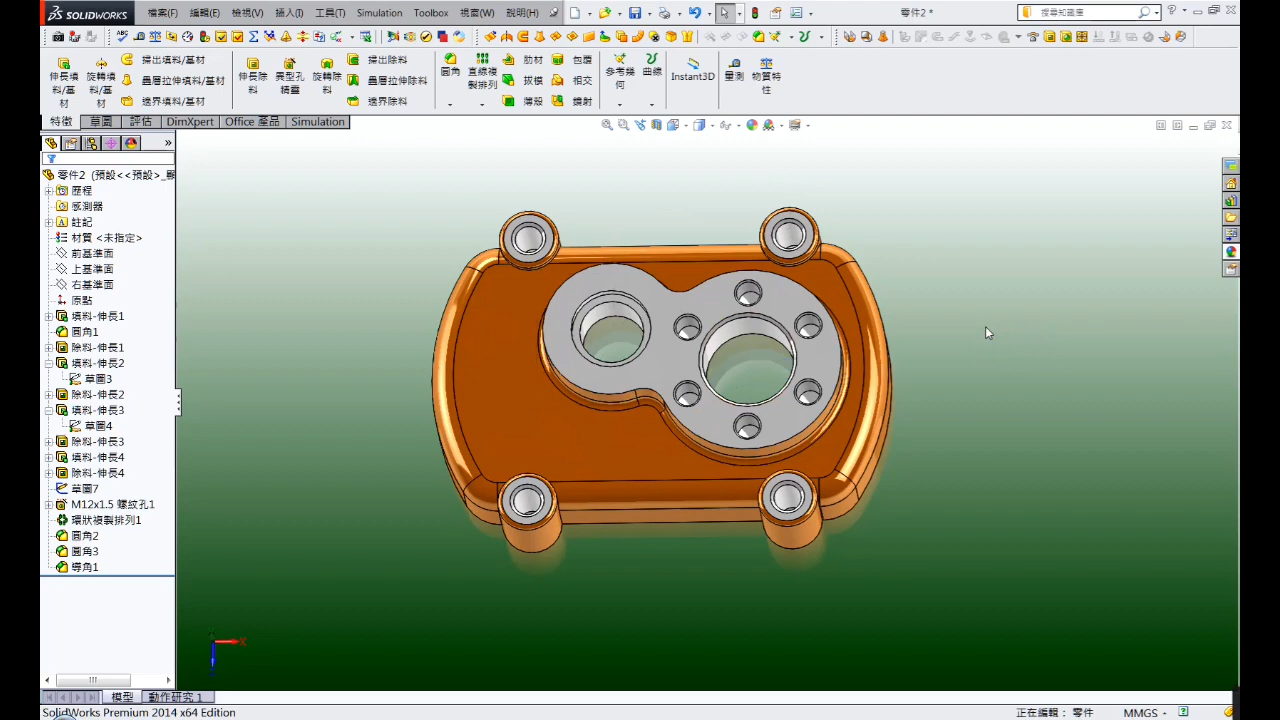 SOLIDWORKS 檔案(F) 編輯(E) 檢視(V) 插入(I) 工具(T) Simulation Toolbox 視窗(W) 說明(H) 零件2 * 搜尋知識庫
伸長填料/基材 旋轉填料/基材 掃出填料/基材 疊層拉伸填料/基材 邊界填料/基材 伸長除料 異型孔精靈 旋轉除料 掃出除料 疊層拉伸除料 邊界除料 圓角 直線複製排列 肋材 拔模 薄殼 包覆 相交 鏡射 參考幾何 曲線 Instant3D 量測 物質特性
特徵 草圖 評估 DimXpert Office 產品 Simulation
零件2 (預設<<預設>_顯
歷程
感測器
註記
材質 <未指定>
前基準面
上基準面
右基準面
原點
填料-伸長1
圓角1
除料-伸長1
填料-伸長2
草圖3
除料-伸長2
填料-伸長3
草圖4
除料-伸長3
填料-伸長4
除料-伸長4
草圖7
M12x1.5 螺紋孔1
環狀複製排列1
圓角2
圓角3
導角1
X
模型 動作研究 1
SolidWorks Premium 2014 x64 Edition 正在編輯: 零件 MMGS